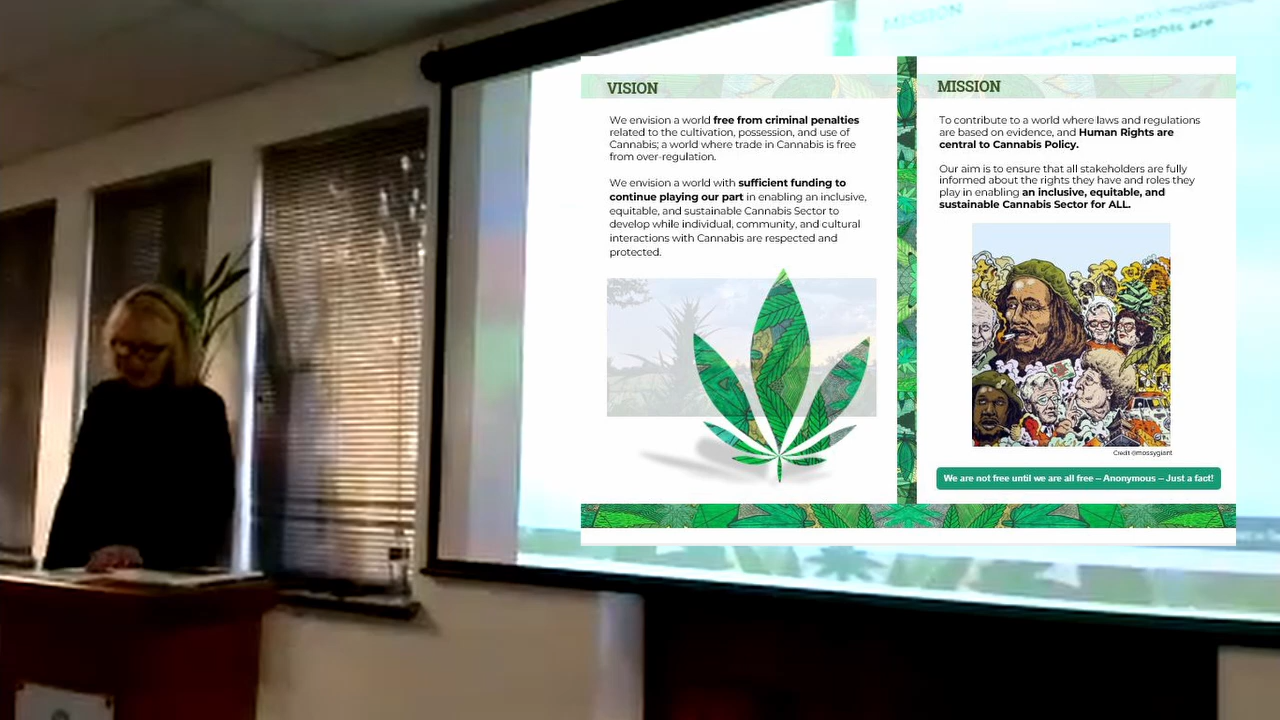 MISSION
Human Rights are
VISION
We envision a world free from criminal penalties
related to the cultivation, possession, and use of
Cannabis; a world where trade in Cannabis is free
from over-regulation.
We envision a world with sufficient funding to
continue playing our part in enabling an inclusive,
equitable, and sustainable Cannabis Sector to
develop while individual, community, and cultural
interactions with Cannabis are respected and
protected.
MISSION
To contribute to a world where laws and regulations
are based on evidence, and Human Rights are
central to Cannabis Policy.
Our aim is to ensure that all stakeholders are fully
informed about the rights they have and roles they
play in enabling an inclusive, equitable, and
sustainable Cannabis Sector for ALL.
Credit @mossygiant
We are not free until we are all free – Anonymous – Just a fact!